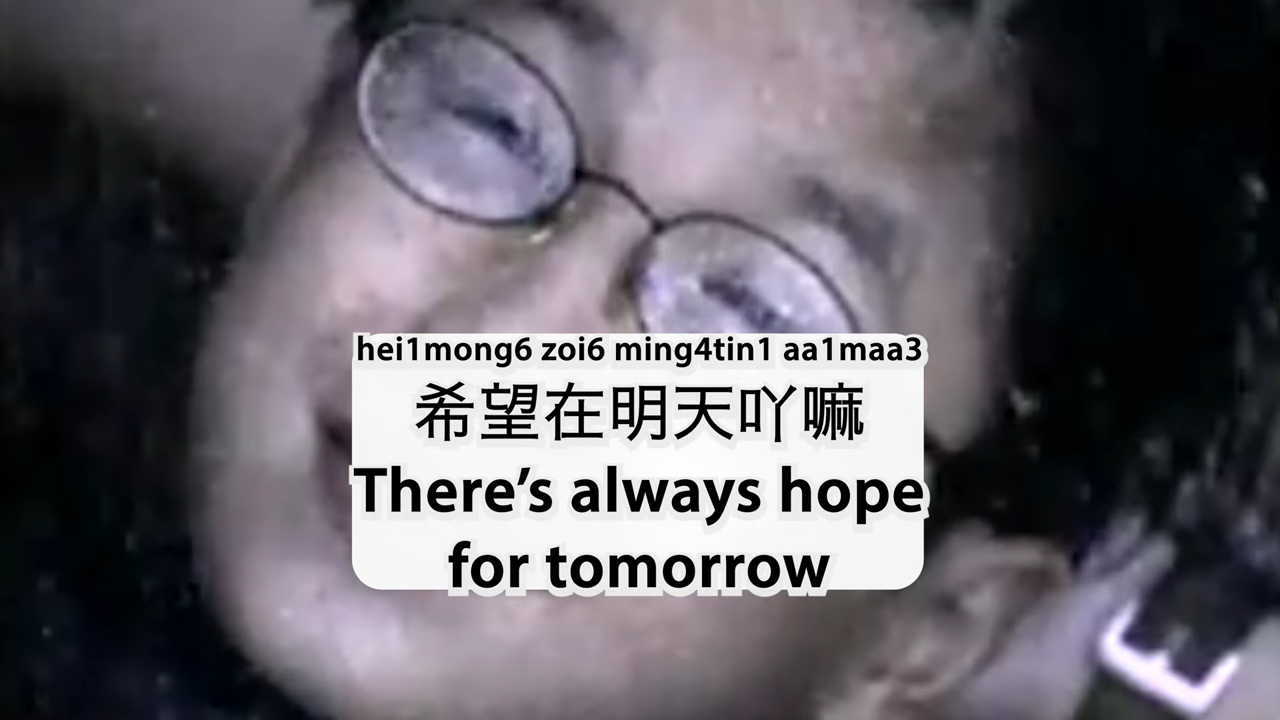 hei1mong6 zoi6 ming4tin1 aa1maa3
希望在明天吖嘛
There’s always hope
for tomorrow